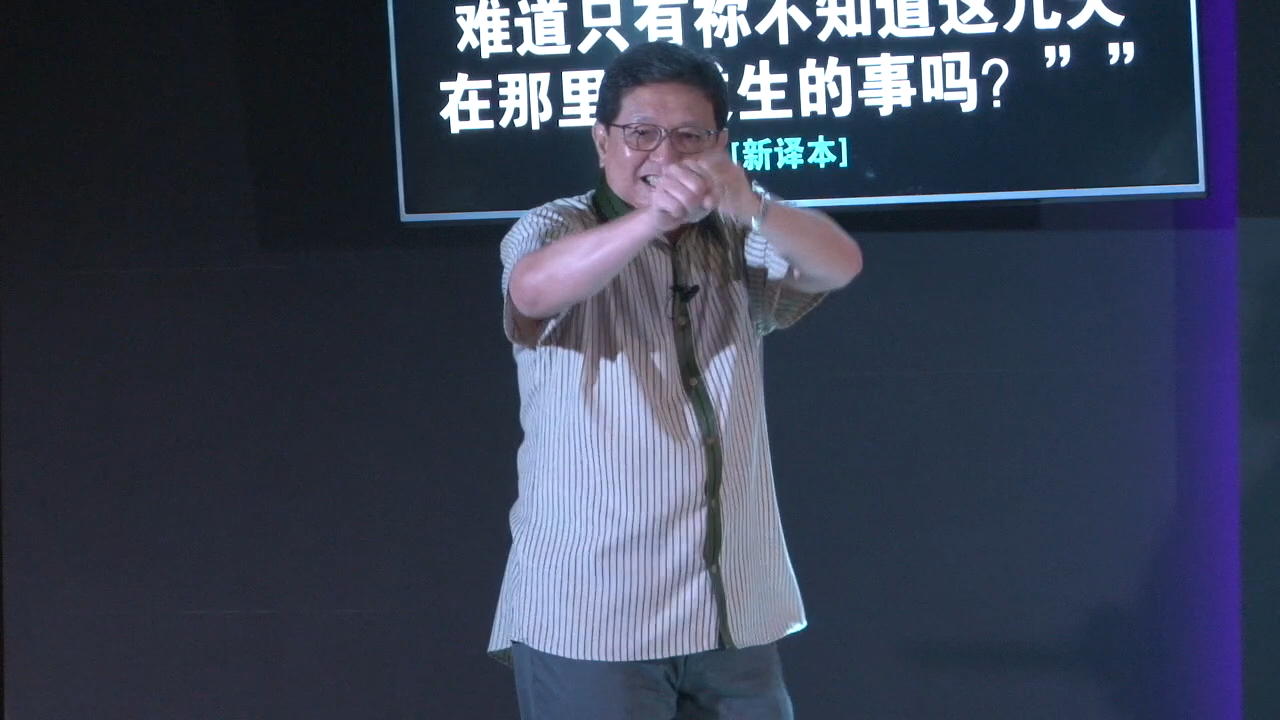 难道只有祢不知道这几天
在那里 生的事吗？””
[新译本]